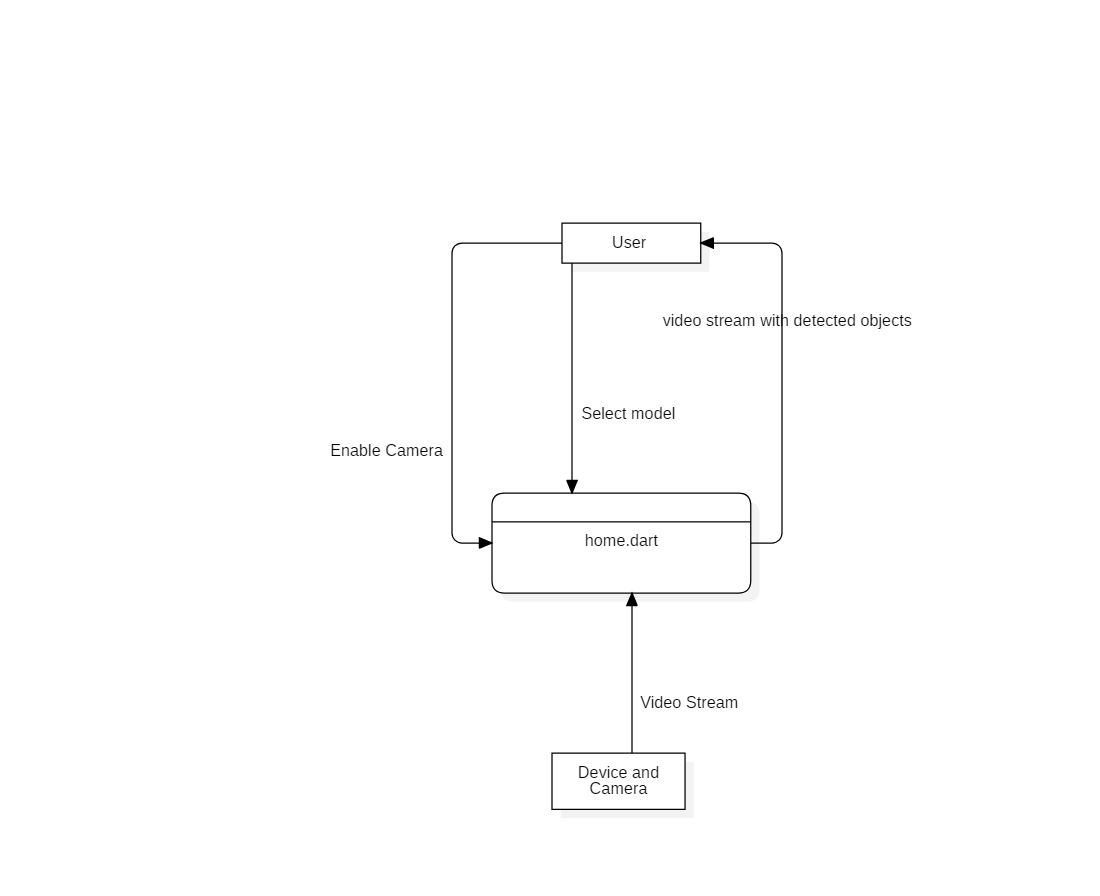 User
video stream with detected objects
Select model
Enable Camera
home.dart
Video Stream
Device and
Camera